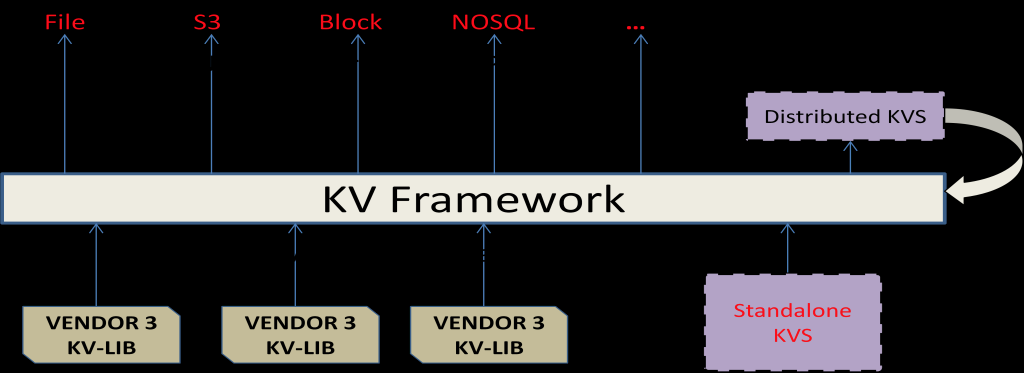 File
S3
Block
NOSQL
...
Distributed KVS
KV Framework
VENDOR 3
KV-LIB
VENDOR 3
KV-LIB
VENDOR 3
KV-LIB
Standalone
KVS